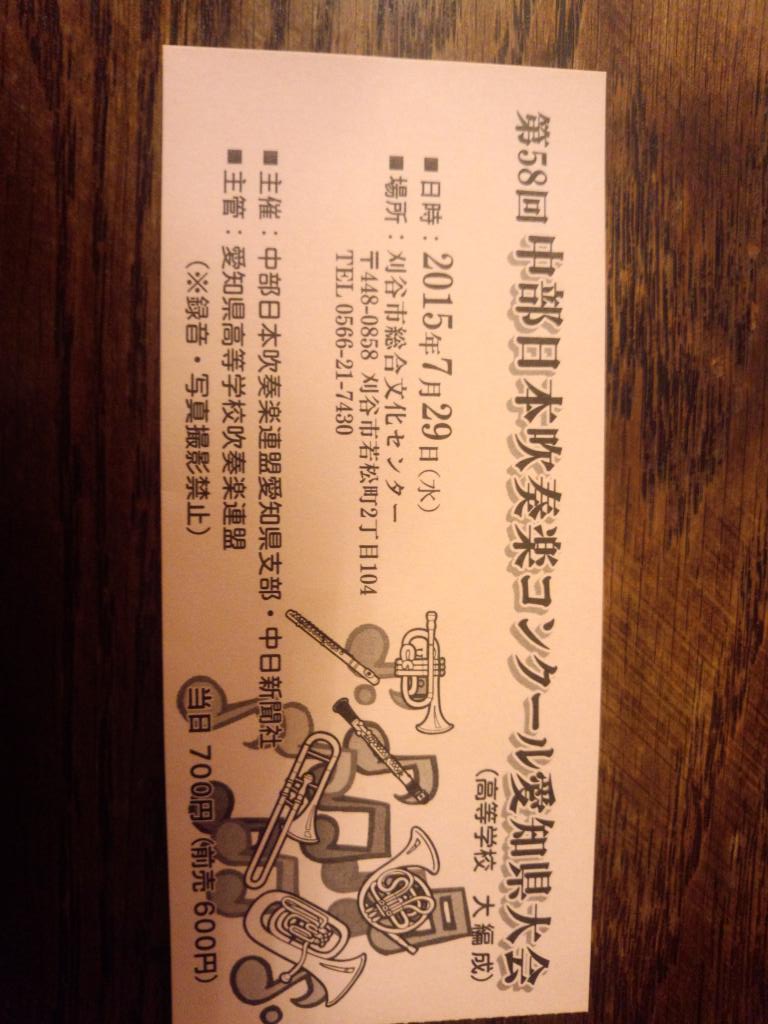 第58回 中部日本吹奏楽コンクール愛知県大会
(高等学校 大編成)
■日時：2015年7月29日(水)
■場所：刈谷市総合文化センター
〒448-0858 刈谷市若松町2丁目104
TEL 0566-21-7430
■主催：中部日本吹奏楽連盟愛知県支部・中日新聞社
■主管：愛知県高等学校吹奏楽連盟
(※録音・写真撮影禁止)
当日 700円 (前売 600円)